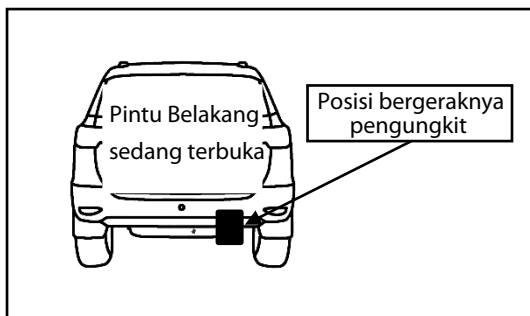 Pintu Belakang
sedang terbuka
Posisi bergeraknya
pengungkit